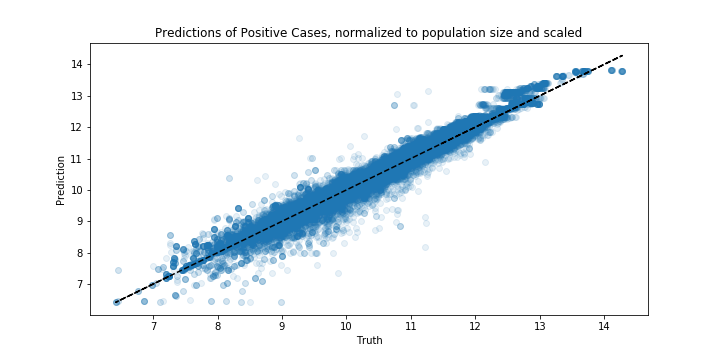 Predictions of Positive Cases, normalized to population size and scaled
14
13
12
11
10
9
8
7
Prediction
7 8 9 10 11 12 13 14
Truth